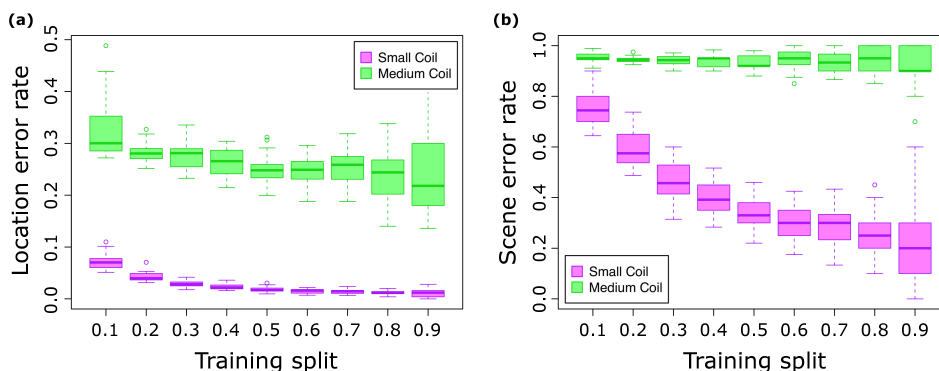 (a)
Location error rate
0.5
0.4
0.3
0.2
0.1
0.0
Small Coil
Medium Coil
0.1 0.2 0.3 0.4 0.5 0.6 0.7 0.8 0.9
Training split
(b)
Scene error rate
1.0
0.8
0.6
0.4
0.2
0.0
Small Coil
Medium Coil
0.1 0.2 0.3 0.4 0.5 0.6 0.7 0.8 0.9
Training split